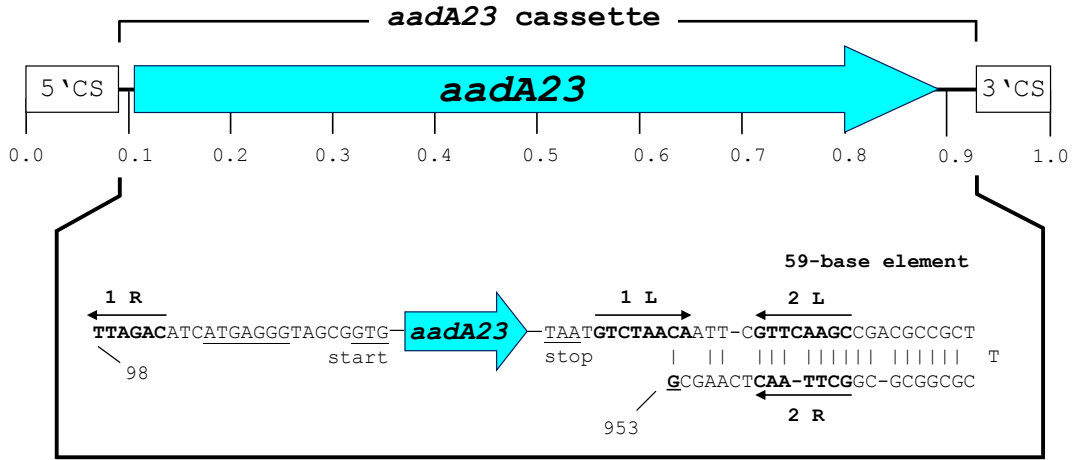 aadA23 cassette
5‘CS aadA23 3‘CS
0.0 0.1 0.2 0.3 0.4 0.5 0.6 0.7 0.8 0.9 1.0
59-base element
1 R 1 L 2 L
TTAGACATCATGAGGGTAGCGGTG aadA23 TAATGTCTAACAATT-CGTTCAAGCCGACGCCGCT
start stop T
98 GCGAACTCAA-TTCGGC-GCGGCGC
2 R
953